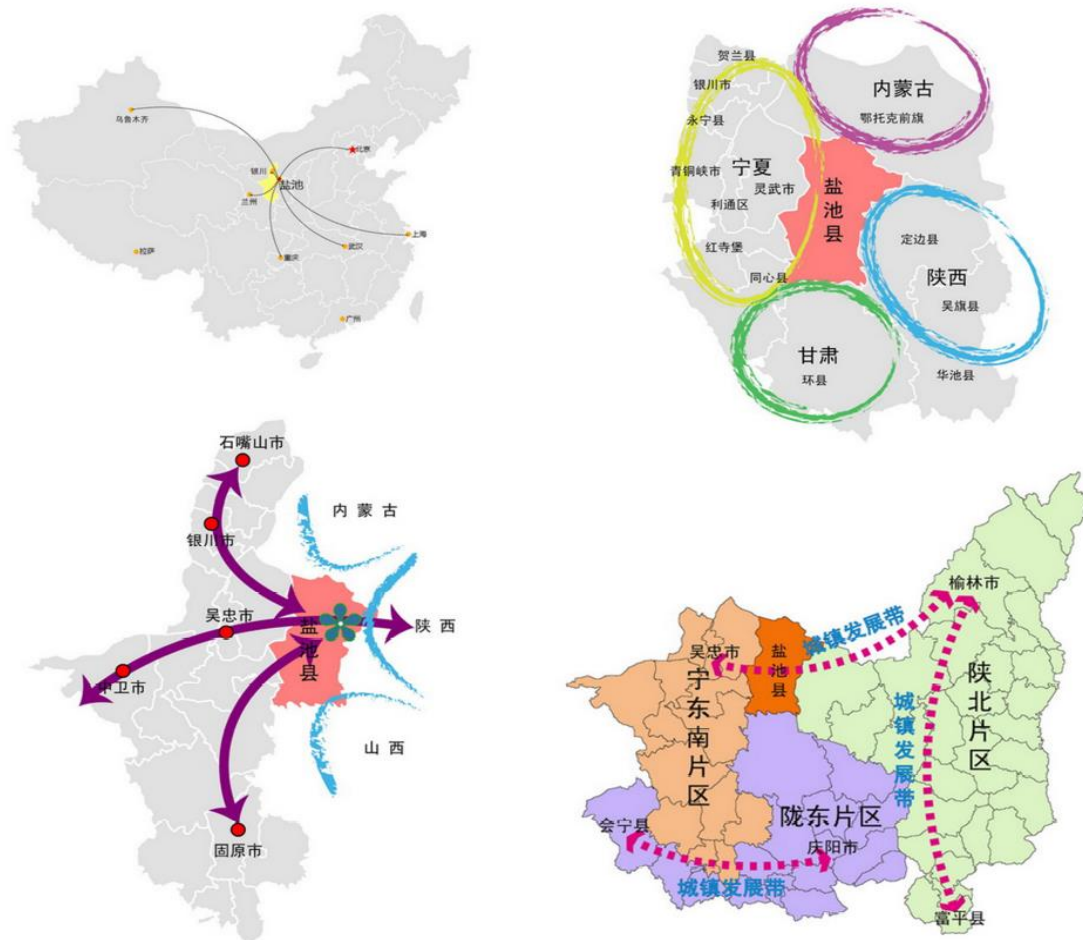 乌鲁木齐
北京
银川
盐池
兰州
上海
武汉
拉萨
重庆
广州
贺兰县
银川市
内蒙古
永宁县
鄂托克前旗
青铜峡市
宁夏
灵武市
盐池县
利通区
定边县
红寺堡
陕西
同心县
吴旗县
甘肃
环县
华池县
石嘴山市
内蒙古
银川市
吴忠市
盐池县
陕西
中卫市
山西
固原市
榆林市
城镇发展带
吴忠市
盐池县
宁东南片区
城镇发展带
陕北片区
陇东片区
会宁县
庆阳市
城镇发展带
富平县